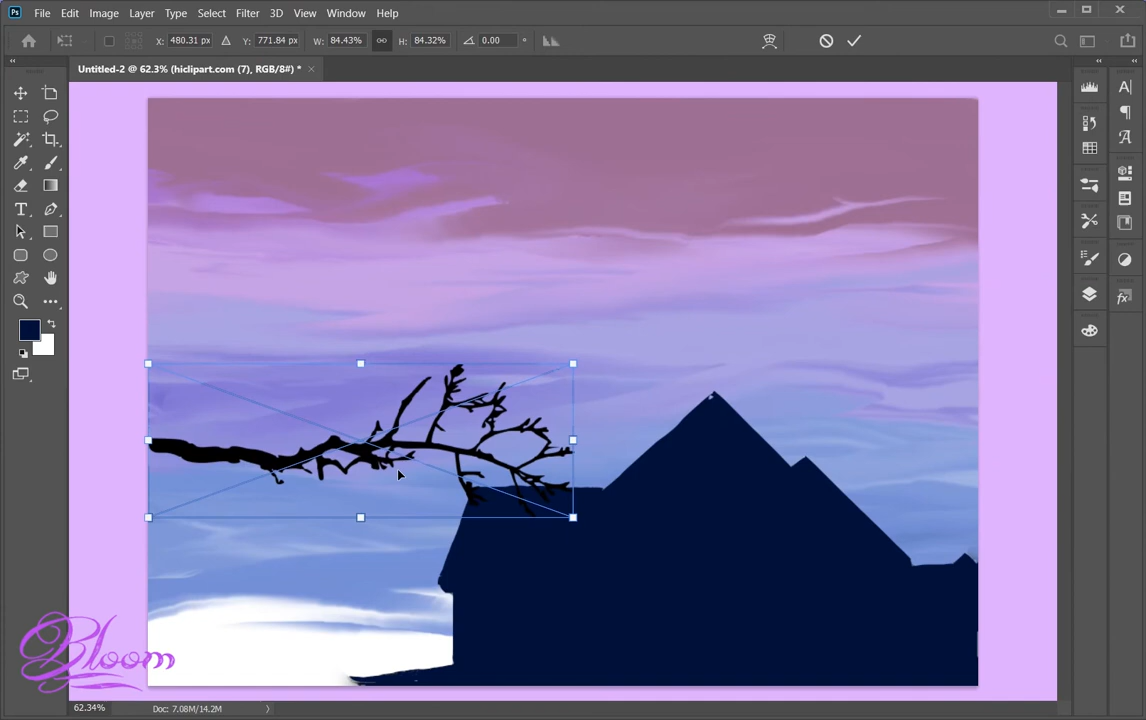 Ps File Edit Image Layer Type Select Filter 3D View Window Help
X: 480.31 px Y: 771.84 px W: 84.43% H: 84.32% 0.00 °
Untitled-2 @ 62.3% (hiclipart.com (7), RGB/8#) * ×
Bloom
62.34% Doc: 7.08M/14.2M